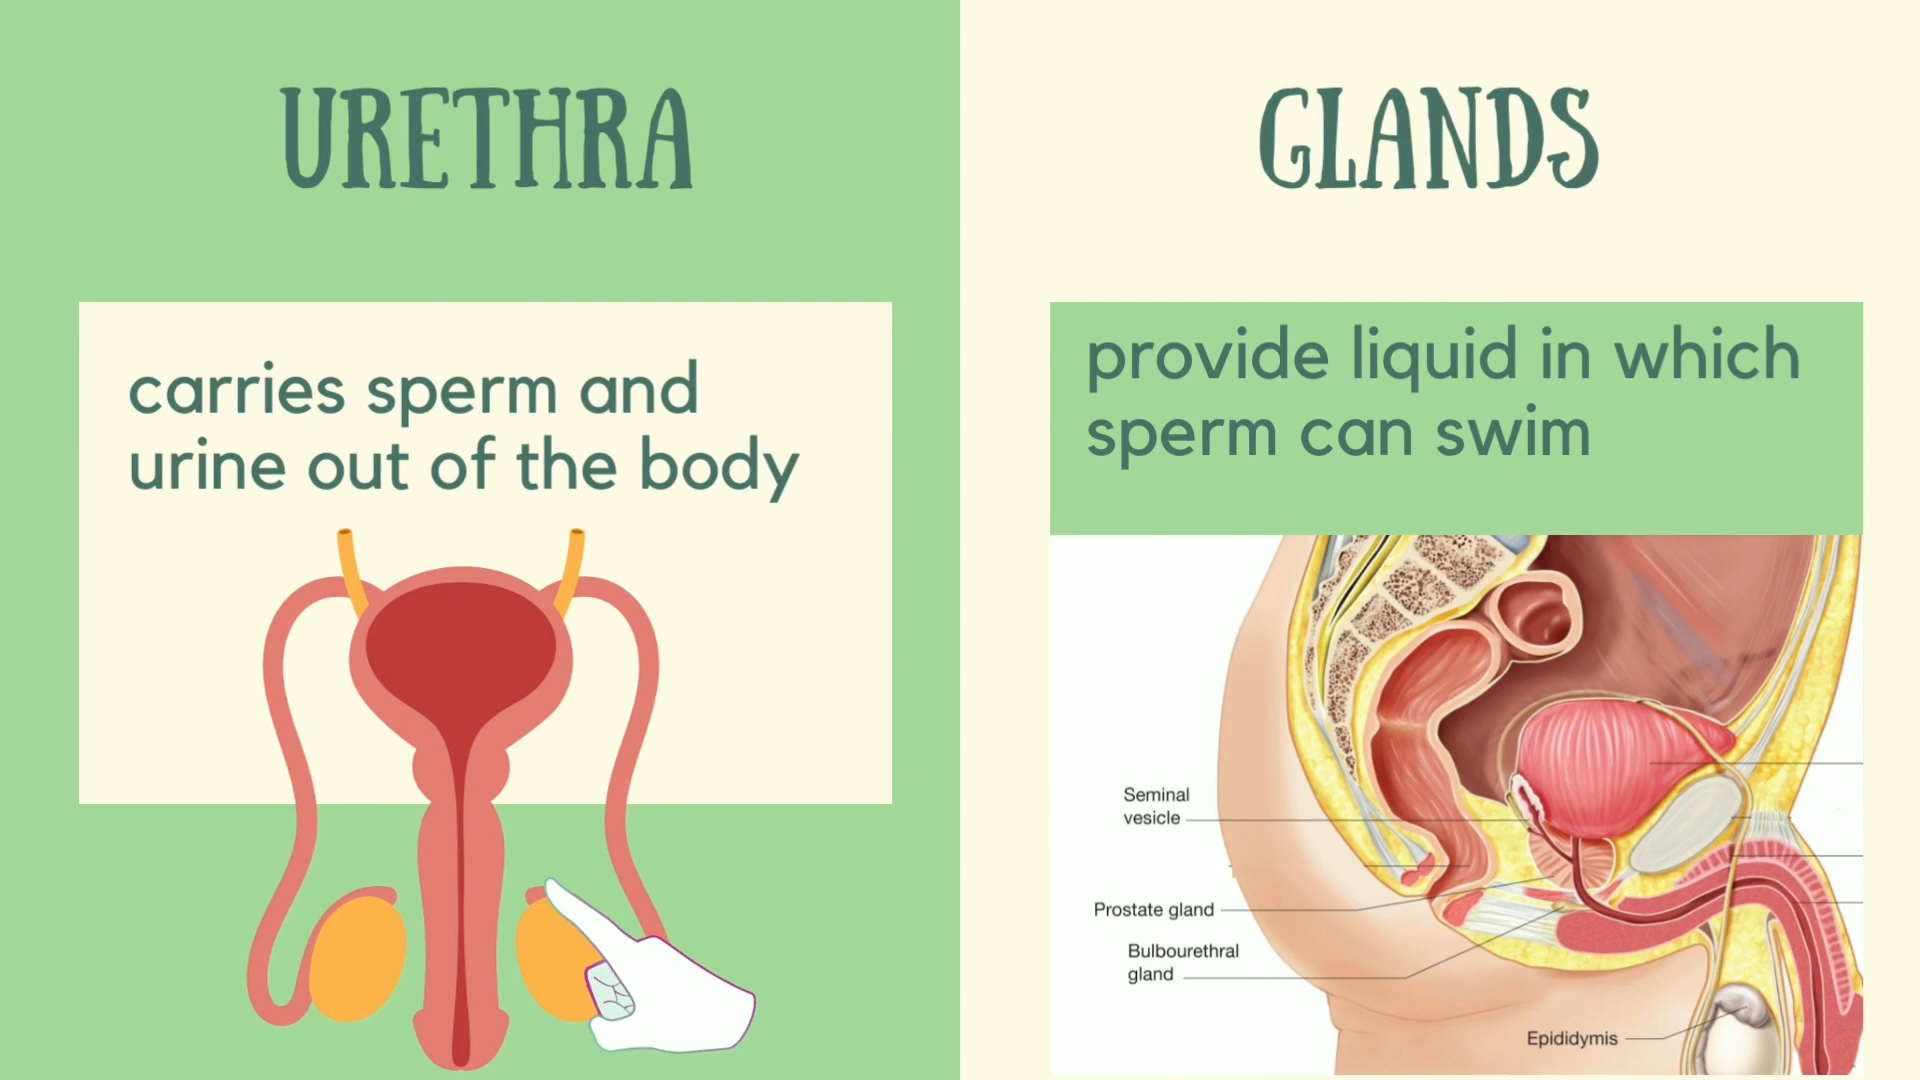 URETHRA
carries sperm and
urine out of the body
GLANDS
provide liquid in which
sperm can swim
Seminal
vesicle
Prostate gland
Bulbourethral
gland
Epididymis